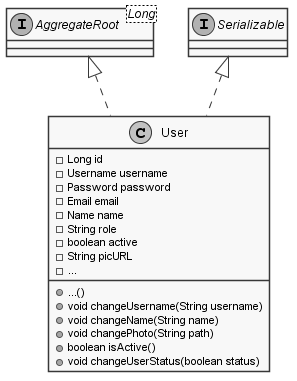 I AggregateRoot Long
I Serializable
C User
Long id
Username username
Password password
Email email
Name name
String role
boolean active
String picURL
...
...()
void changeUsername(String username)
void changeName(String name)
void changePhoto(String path)
boolean isActive()
void changeUserStatus(boolean status)